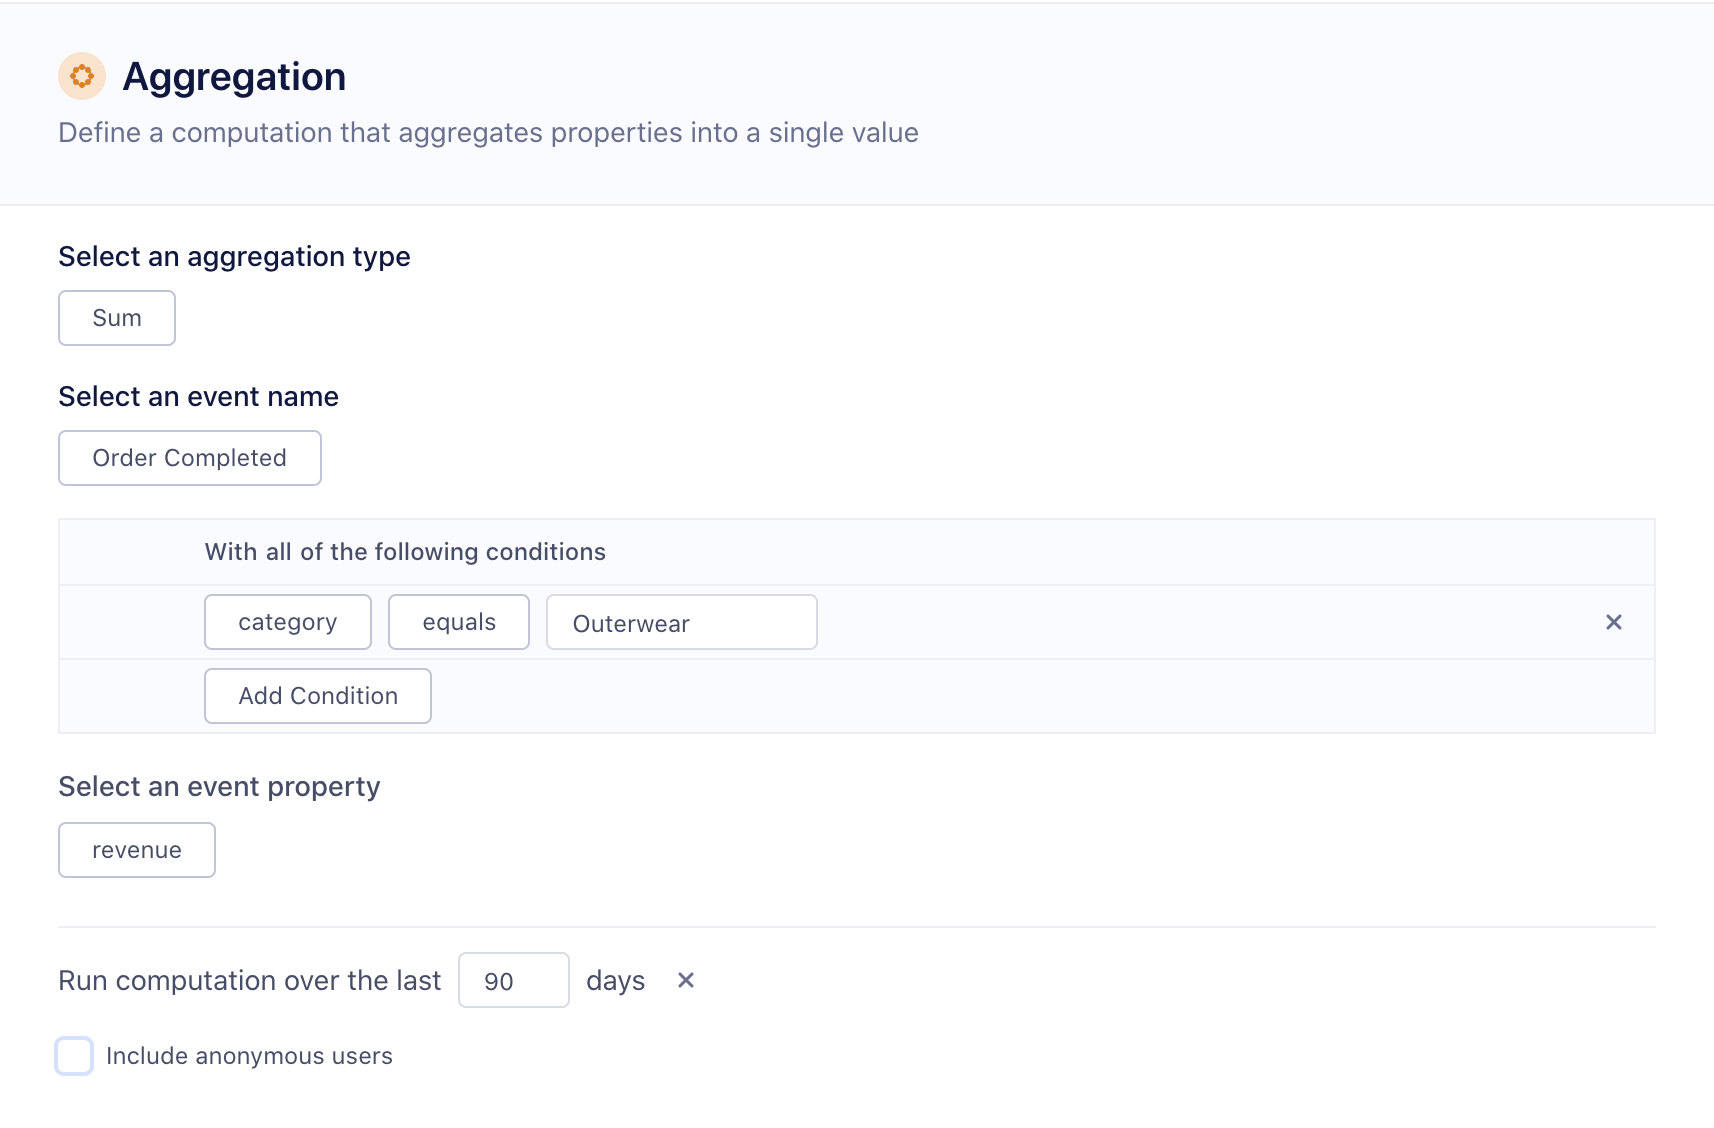 Aggregation
Define a computation that aggregates properties into a single value
Select an aggregation type
Sum
Select an event name
Order Completed
With all of the following conditions
category equals Outerwear
Add Condition
Select an event property
revenue
Run computation over the last 90 days
Include anonymous users